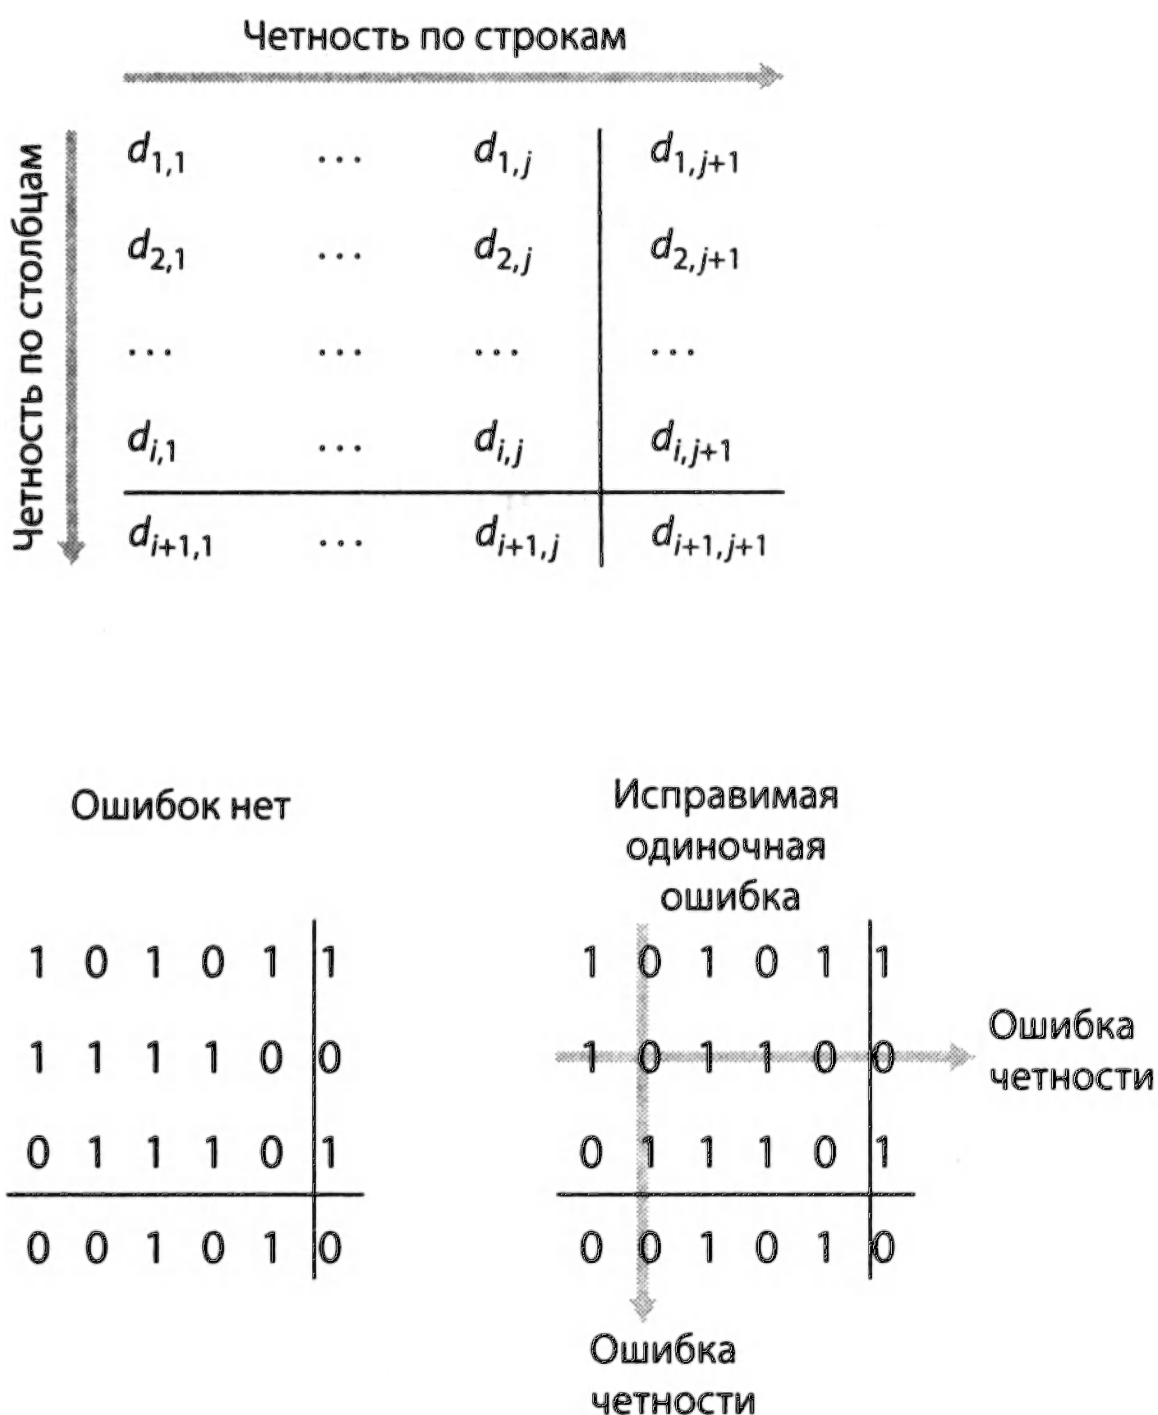 Четность по строкам
Четность по столбцам
d1,1 ... d1,j d1,j+1
d2,1 ... d2,j d2,j+1
... ... ... ...
di,1 ... di,j di,j+1
di+1,1 ... di+1,j di+1,j+1
Ошибок нет
1 0 1 0 1 1
1 1 1 1 0 0
0 1 1 1 0 1
0 0 1 0 1 0
Исправимая
одиночная
ошибка
1 0 1 0 1 1
1 0 1 1 0 0
0 1 1 1 0 1
0 0 1 0 1 0
Ошибка
четности
Ошибка
четности